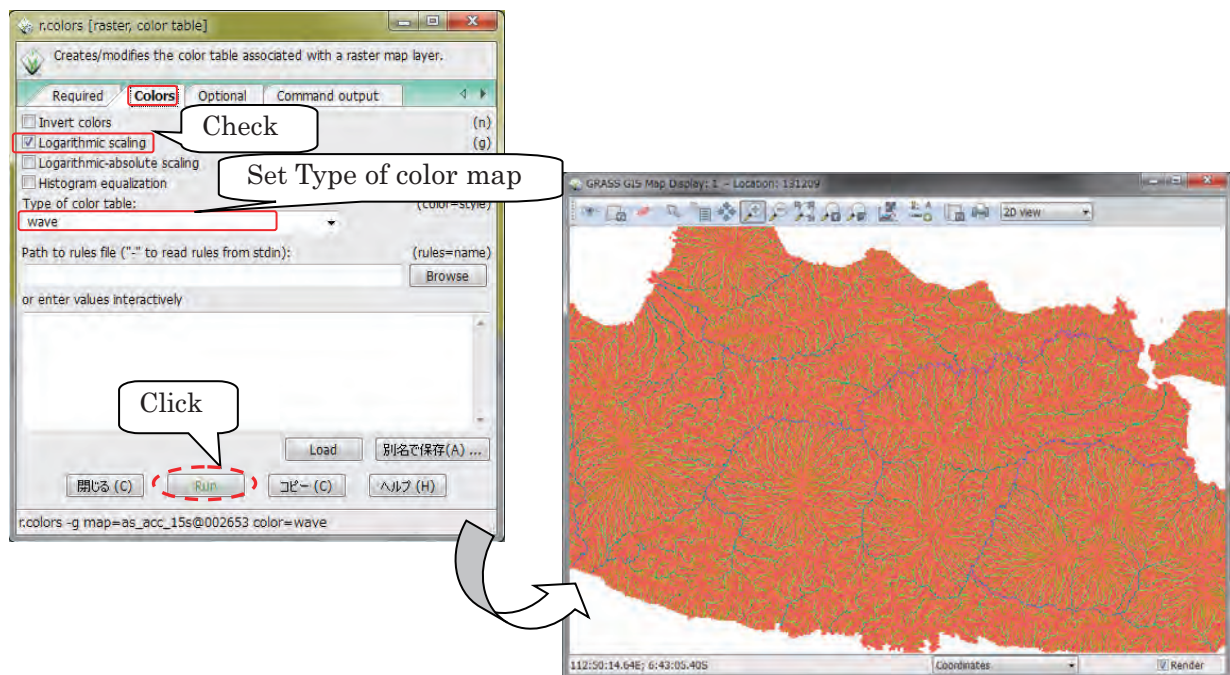 r.colors [raster, color table]
Creates/modifies the color table associated with a raster map layer.
Required Colors Optional Command output
Invert colors (n)
Check
Logarithmic scaling (g)
Logarithmic-absolute scaling
Set Type of color map
Histogram equalization
Type of color table: (color=style)
wave
Path to rules file ("-" to read rules from stdin): (rules=name)
Browse
or enter values interactively
Click
Load 別名で保存(A) ...
閉じる (C) Run コピー (C) ヘルプ (H)
r.colors -g map=as_acc_15s@002653 color=wave
GRASS GIS Map Display: 1 - Location: 131209
2D view
112:50:14.64E; 6:43:05.40S Coordinates Render